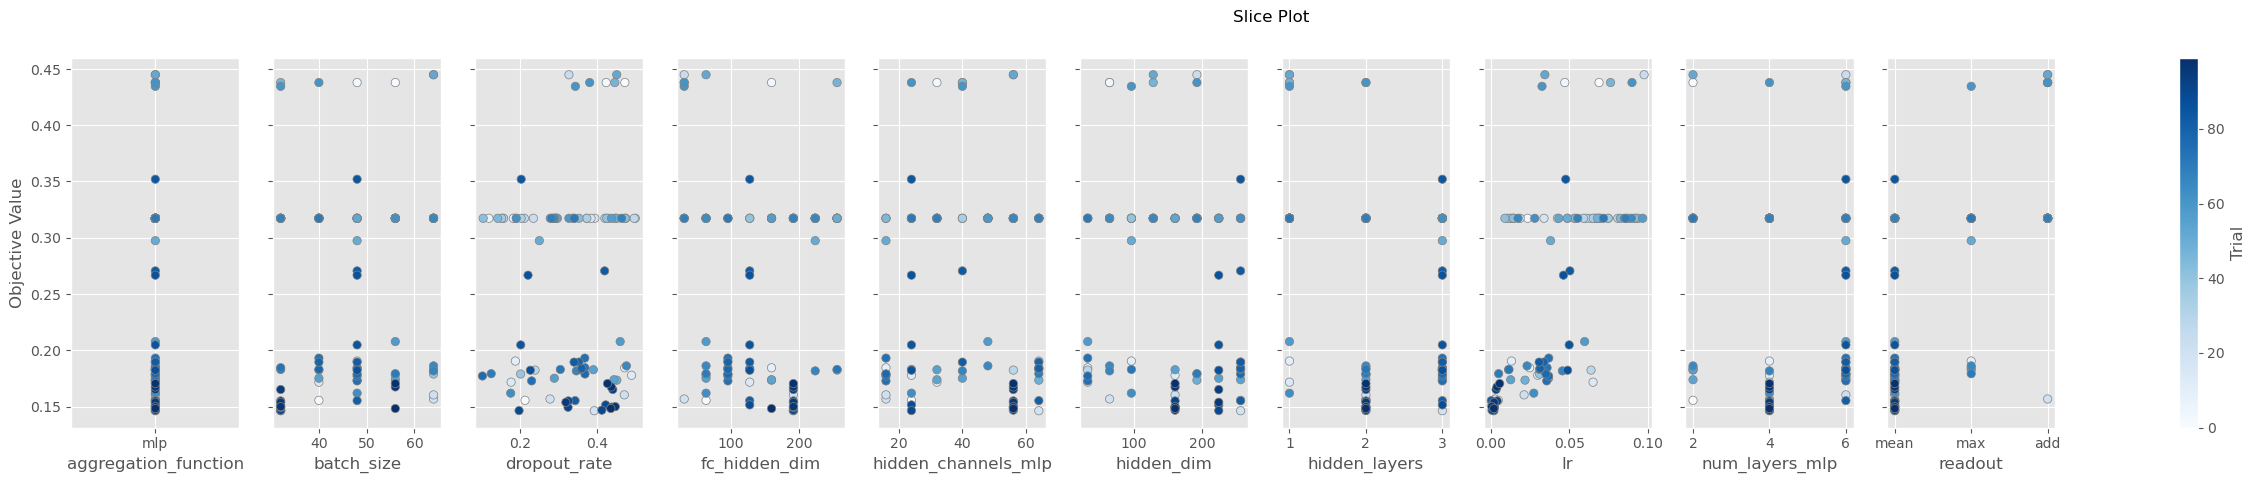 Slice Plot
Objective Value
0.45
0.40
0.35
0.30
0.25
0.20
0.15
mlp
40 50 60
0.2 0.4
100 200
20 40 60
100 200
1 2 3
0.00 0.05 0.10
2 4 6
mean max add
aggregation_function
batch_size
dropout_rate
fc_hidden_dim
hidden_channels_mlp
hidden_dim
hidden_layers
lr
num_layers_mlp
readout
80
60
40
20
0
Trial